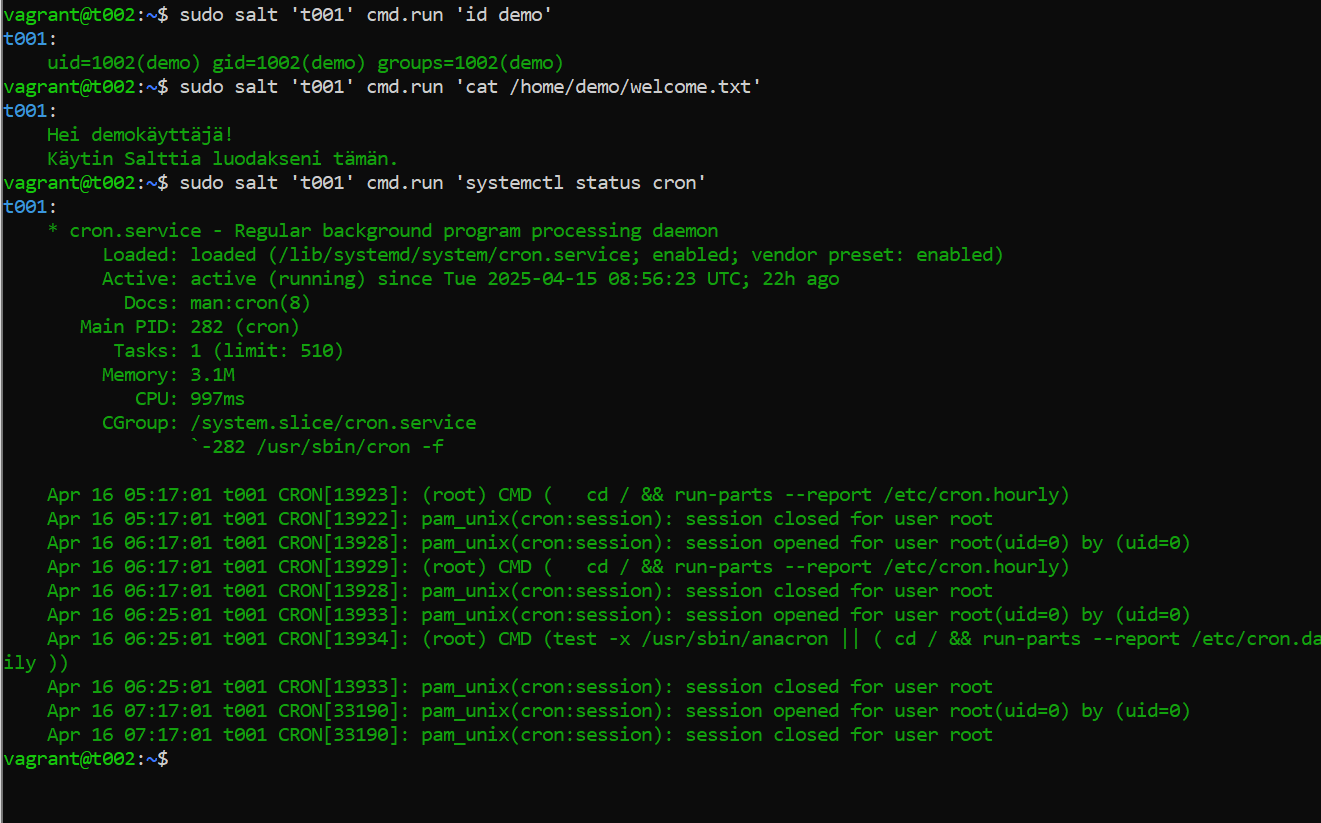 vagrant@t002:~$ sudo salt 't001' cmd.run 'id demo'
t001:
    uid=1002(demo) gid=1002(demo) groups=1002(demo)
vagrant@t002:~$ sudo salt 't001' cmd.run 'cat /home/demo/welcome.txt'
t001:
    Hei demokäyttäjä!
    Käytin Salttia luodakseni tämän.
vagrant@t002:~$ sudo salt 't001' cmd.run 'systemctl status cron'
t001:
    * cron.service - Regular background program processing daemon
         Loaded: loaded (/lib/systemd/system/cron.service; enabled; vendor preset: enabled)
         Active: active (running) since Tue 2025-04-15 08:56:23 UTC; 22h ago
           Docs: man:cron(8)
       Main PID: 282 (cron)
          Tasks: 1 (limit: 510)
         Memory: 3.1M
            CPU: 997ms
         CGroup: /system.slice/cron.service
                 `-282 /usr/sbin/cron -f

    Apr 16 05:17:01 t001 CRON[13923]: (root) CMD (   cd / && run-parts --report /etc/cron.hourly)
    Apr 16 05:17:01 t001 CRON[13922]: pam_unix(cron:session): session closed for user root
    Apr 16 06:17:01 t001 CRON[13928]: pam_unix(cron:session): session opened for user root(uid=0) by (uid=0)
    Apr 16 06:17:01 t001 CRON[13929]: (root) CMD (   cd / && run-parts --report /etc/cron.hourly)
    Apr 16 06:17:01 t001 CRON[13928]: pam_unix(cron:session): session closed for user root
    Apr 16 06:25:01 t001 CRON[13933]: pam_unix(cron:session): session opened for user root(uid=0) by (uid=0)
    Apr 16 06:25:01 t001 CRON[13934]: (root) CMD (test -x /usr/sbin/anacron || ( cd / && run-parts --report /etc/cron.da
ily ))
    Apr 16 06:25:01 t001 CRON[13933]: pam_unix(cron:session): session closed for user root
    Apr 16 07:17:01 t001 CRON[33190]: pam_unix(cron:session): session opened for user root(uid=0) by (uid=0)
    Apr 16 07:17:01 t001 CRON[33190]: pam_unix(cron:session): session closed for user root
vagrant@t002:~$